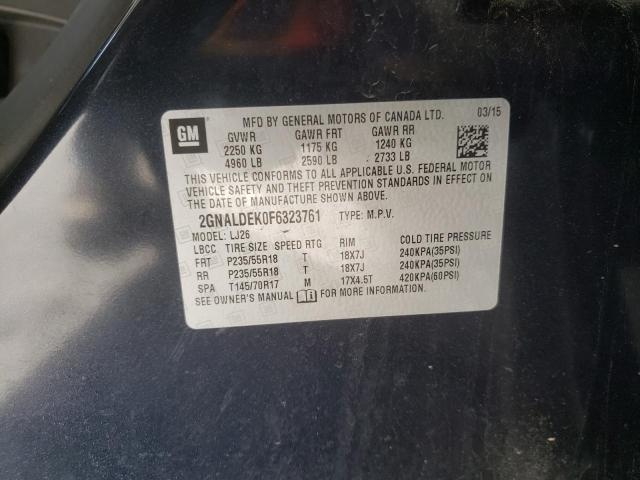 GM
MFD BY GENERAL MOTORS OF CANADA LTD. 03/15
GVWR GAWR FRT GAWR RR
2250 KG 1175 KG 1240 KG
4960 LB 2590 LB 2733 LB
THIS VEHICLE CONFORMS TO ALL APPLICABLE U.S. FEDERAL MOTOR
VEHICLE SAFETY AND THEFT PREVENTION STANDARDS IN EFFECT ON
THE DATE OF MANUFACTURE SHOWN ABOVE.
2GNALDEK0F6323761 TYPE: M.P.V.
MODEL: LJ26
LBCC TIRE SIZE SPEED RTG RIM COLD TIRE PRESSURE
FRT P235/55R18 T 18X7J 240KPA(35PSI)
RR P235/55R18 T 18X7J 240KPA(35PSI)
SPA T145/70R17 M 17X4.5T 420KPA(60PSI)
SEE OWNER'S MANUAL FOR MORE INFORMATION.